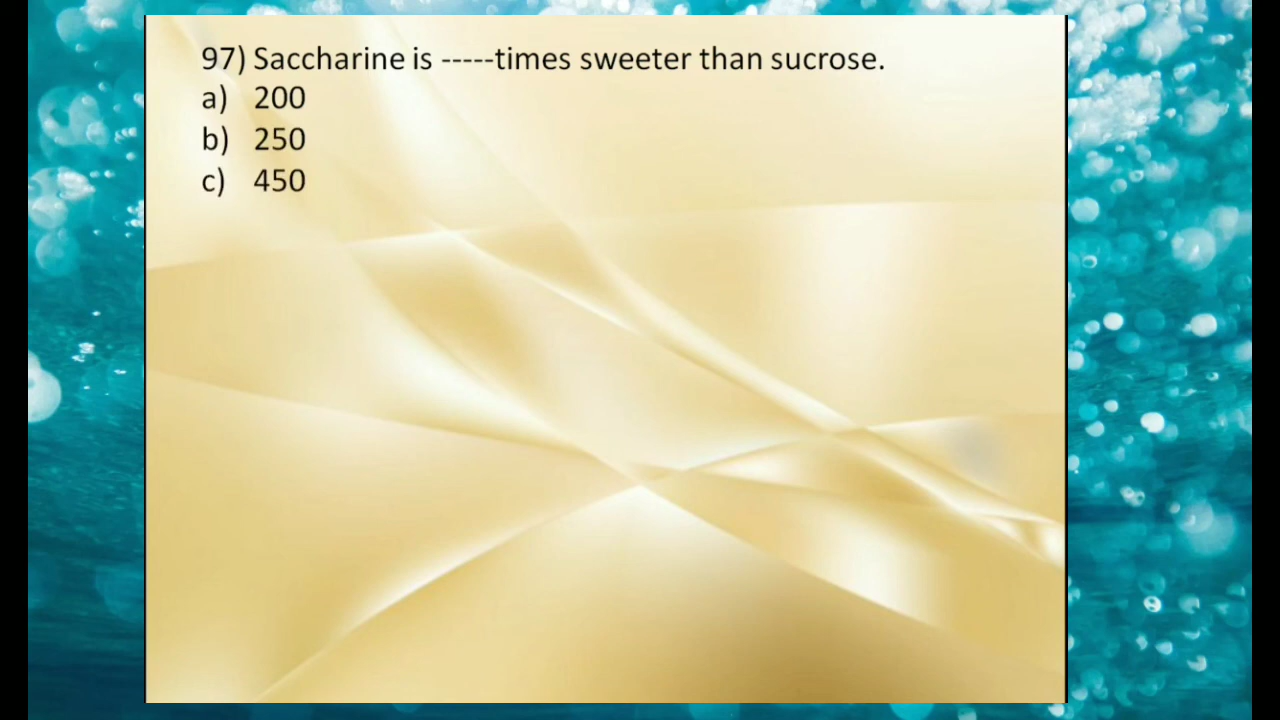 97) Saccharine is -----times sweeter than sucrose.
a) 200
b) 250
c) 450